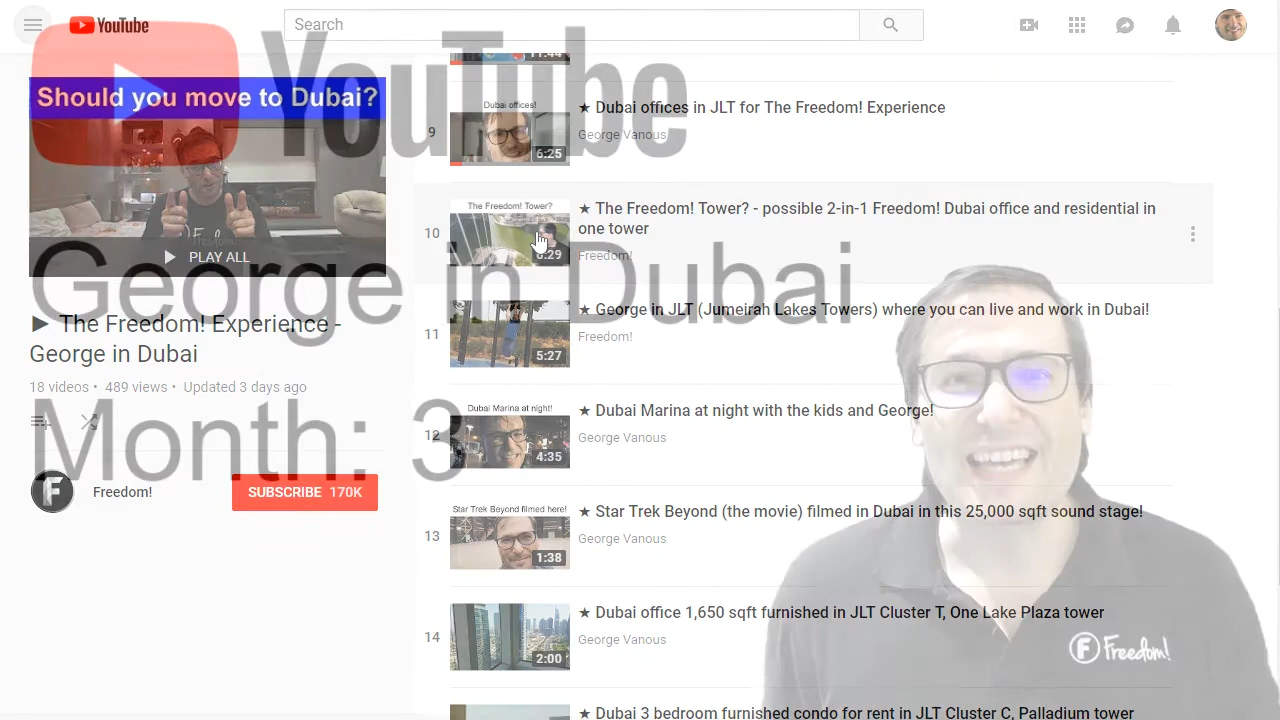 YouTube
Search
YouTube
Should you move to Dubai?
Freedom!
PLAY ALL
George in Dubai
▶ The Freedom! Experience -
George in Dubai
18 videos • 489 views • Updated 3 days ago
Month: 3
F
Freedom!
SUBSCRIBE 170K
11:44
9
Dubai offices!
6:25
★ Dubai offices in JLT for The Freedom! Experience
George Vanous
10
The Freedom! Tower?
6:29
★ The Freedom! Tower? - possible 2-in-1 Freedom! Dubai office and residential in
one tower
Freedom!
11
5:27
★ George in JLT (Jumeirah Lakes Towers) where you can live and work in Dubai!
Freedom!
12
Dubai Marina at night!
4:35
★ Dubai Marina at night with the kids and George!
George Vanous
13
Star Trek Beyond filmed here!
1:38
★ Star Trek Beyond (the movie) filmed in Dubai in this 25,000 sqft sound stage!
George Vanous
14
2:00
★ Dubai office 1,650 sqft furnished in JLT Cluster T, One Lake Plaza tower
George Vanous
F Freedom!
★ Dubai 3 bedroom furnished condo for rent in JLT Cluster C, Palladium tower